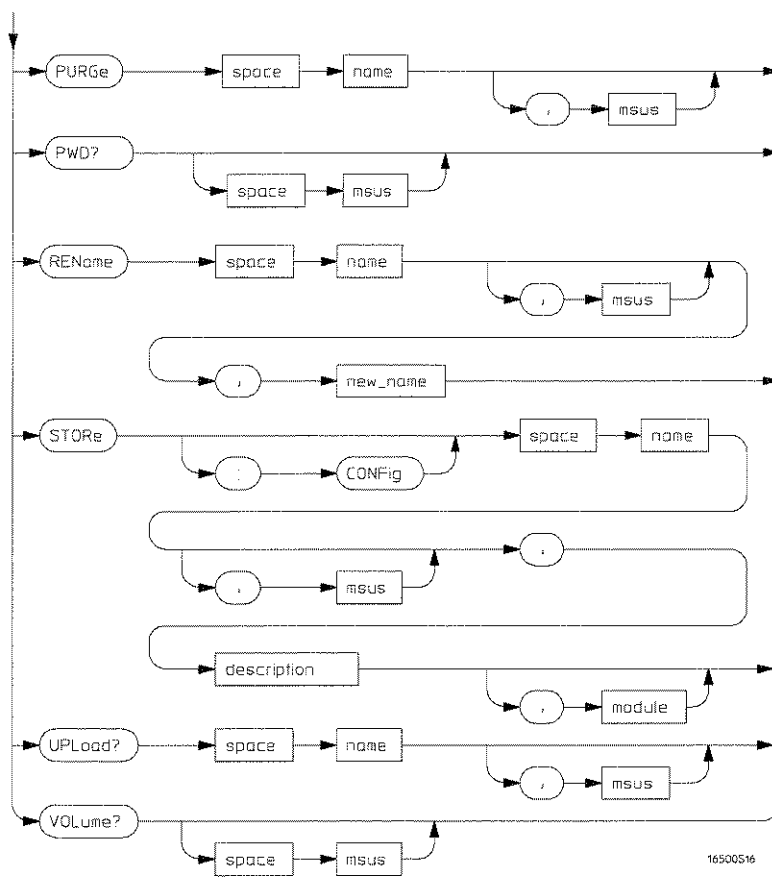 PURGe space name
, msus
PWD?
space msus
REName space name
, msus
, new_name
STORe space name
: CONFig
, msus ,
description
, module
UPLoad? space name
, msus
VOLume?
space msus
16500S16